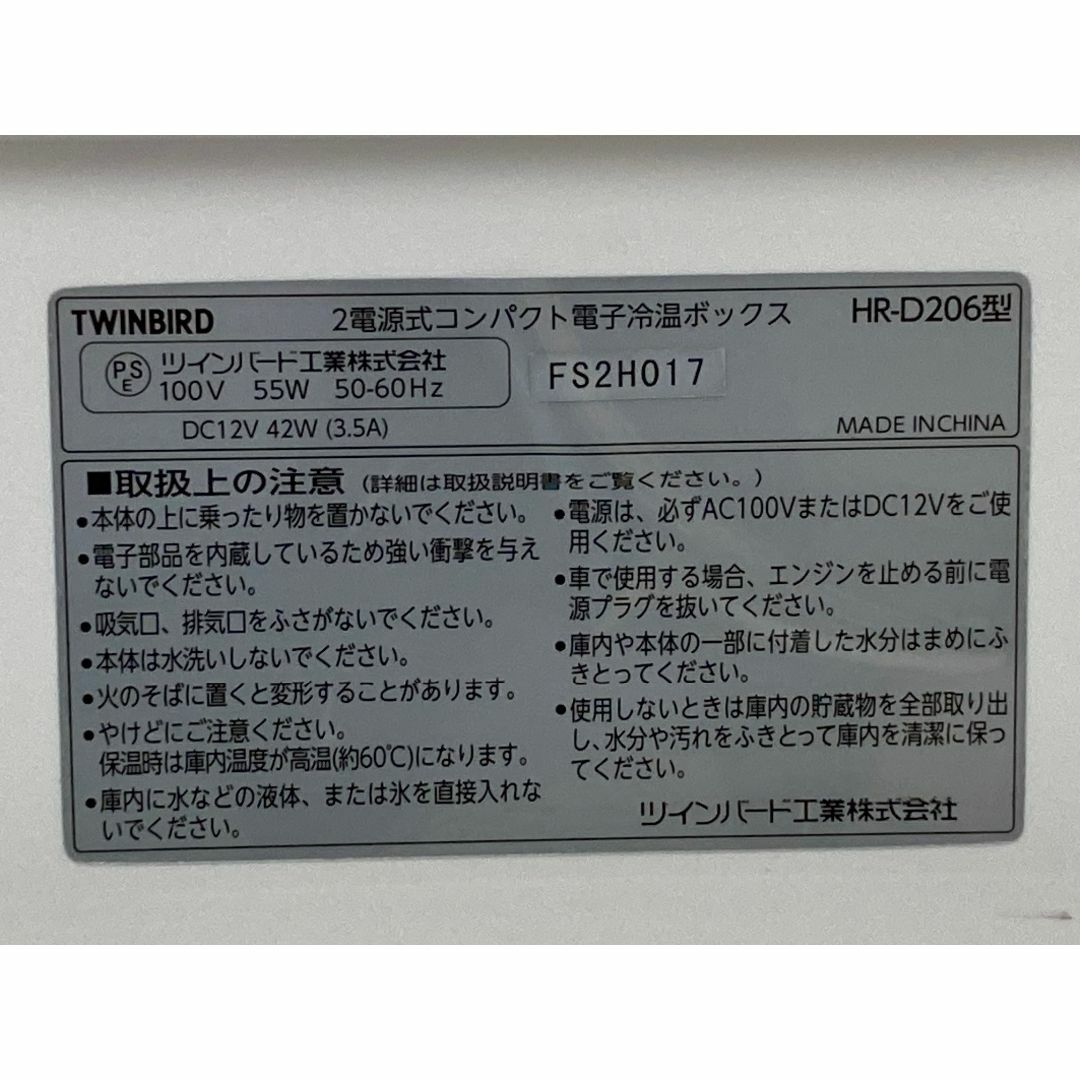 TWINBIRD 2電源式コンパクト電子冷温ボックス HR-D206型
PSE ツインバード工業株式会社
100V 55W 50-60Hz
FS2H017
DC12V 42W (3.5A)
MADE IN CHINA
■取扱上の注意（詳細は取扱説明書をご覧ください。）
●本体の上に乗ったり物を置かないでください。
●電子部品を内蔵しているため強い衝撃を与え
ないでください。
●吸気口、排気口をふさがないでください。
●本体は水洗いしないでください。
●火のそばに置くと変形することがあります。
●やけどにご注意ください。
保温時は庫内温度が高温(約60℃)になります。
●庫内に水などの液体、または氷を直接入れな
いでください。
●電源は、必ずAC100VまたはDC12Vをご使
用ください。
●車で使用する場合、エンジンを止める前に電
源プラグを抜いてください。
●庫内や本体の一部に付着した水分はまめにふ
きとってください。
●使用しないときは庫内の貯蔵物を全部取り出
し、水分や汚れをふきとって庫内を清潔に保っ
てください。
ツインバード工業株式会社